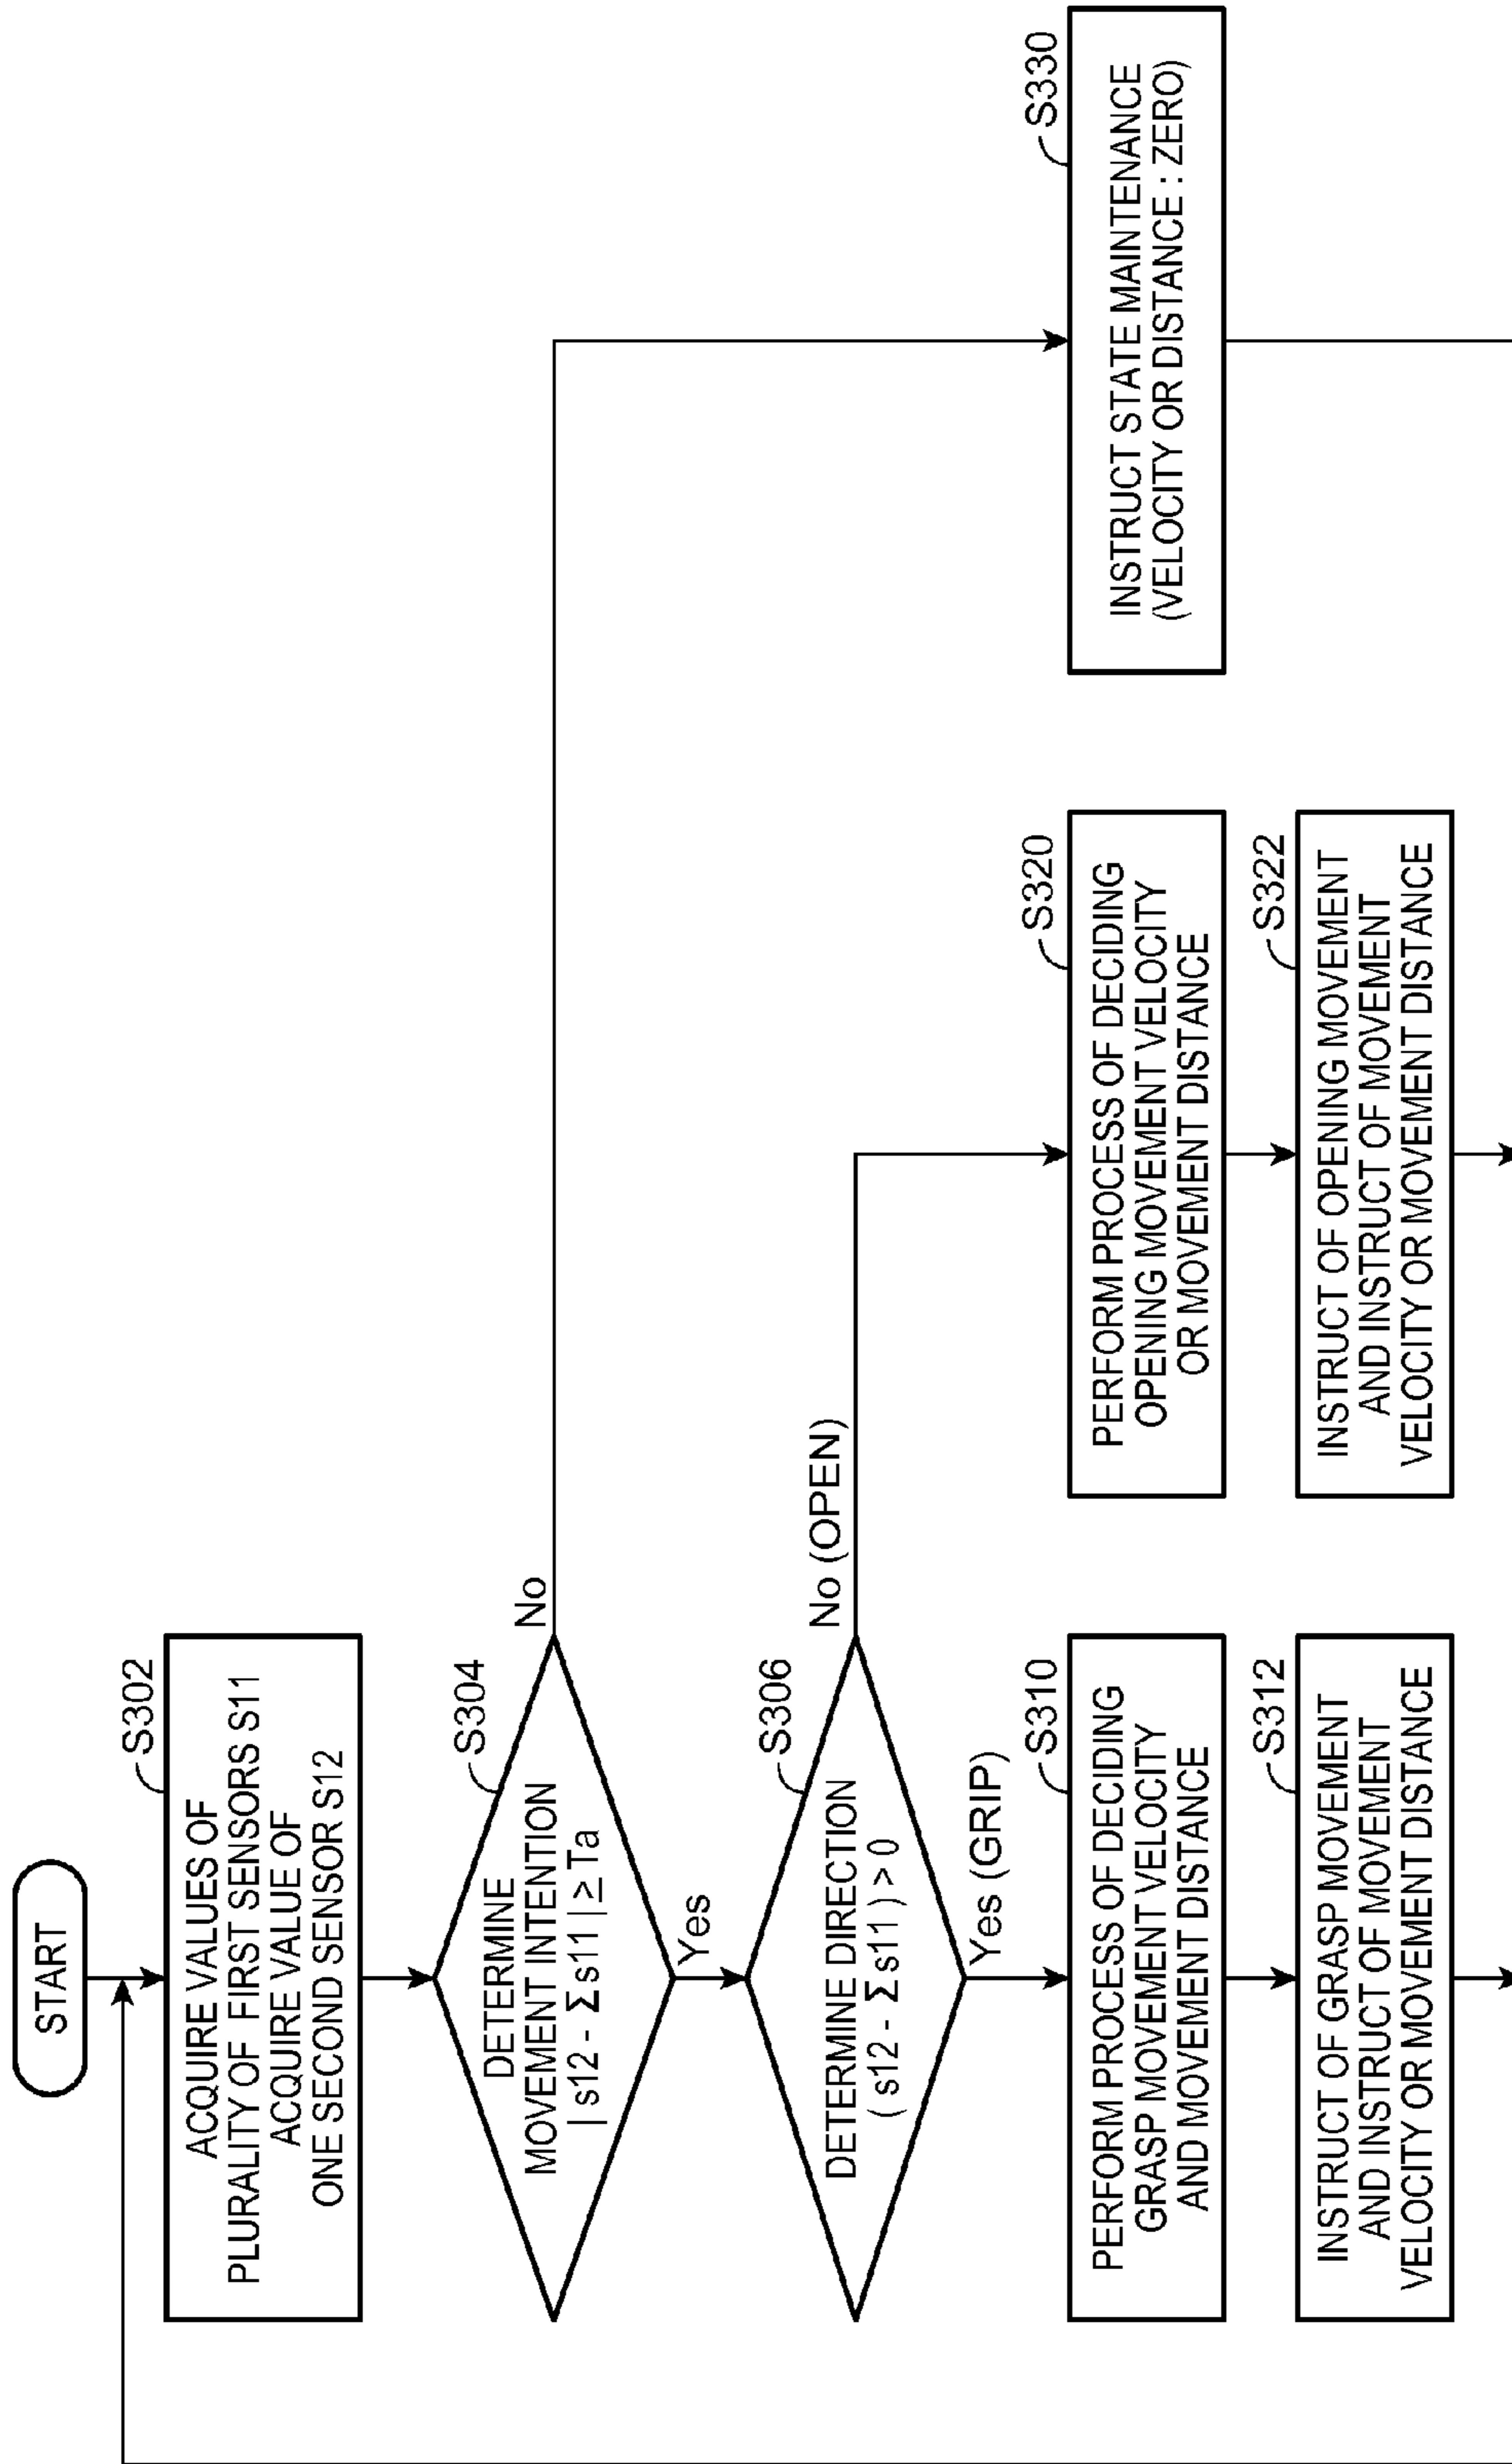 START
S302
ACQUIRE VALUES OF
PLURALITY OF FIRST SENSORS S11
ACQUIRE VALUE OF
ONE SECOND SENSOR S12
S304
DETERMINE
MOVEMENT INTENTION
| s12 - Σ s11 | ≥ Ta
No
Yes
S306
DETERMINE DIRECTION
( s12 - Σ s11 ) > 0
No (OPEN)
Yes (GRIP)
S310
PERFORM PROCESS OF DECIDING
GRASP MOVEMENT VELOCITY
AND MOVEMENT DISTANCE
S312
INSTRUCT OF GRASP MOVEMENT
AND INSTRUCT OF MOVEMENT
VELOCITY OR MOVEMENT DISTANCE
S320
PERFORM PROCESS OF DECIDING
OPENING MOVEMENT VELOCITY
OR MOVEMENT DISTANCE
S322
INSTRUCT OF OPENING MOVEMENT
AND INSTRUCT OF MOVEMENT
VELOCITY OR MOVEMENT DISTANCE
S330
INSTRUCT STATE MAINTENANCE
(VELOCITY OR DISTANCE : ZERO)